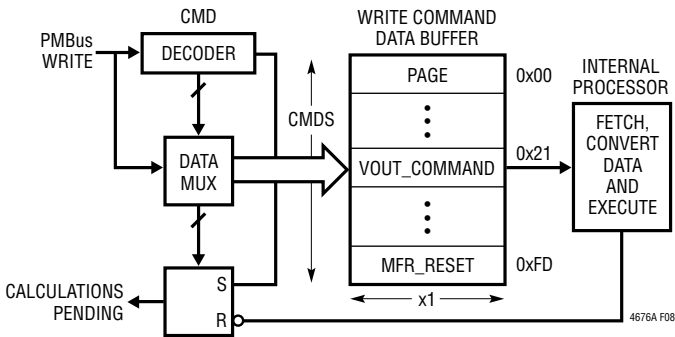 CMD
PMBus
WRITE
DECODER
DATA
MUX
S
R
CALCULATIONS
PENDING
CMDS
WRITE COMMAND
DATA BUFFER
PAGE
0x00
VOUT_COMMAND
0x21
MFR_RESET
0xFD
x1
INTERNAL
PROCESSOR
FETCH,
CONVERT
DATA
AND
EXECUTE
4676A F08